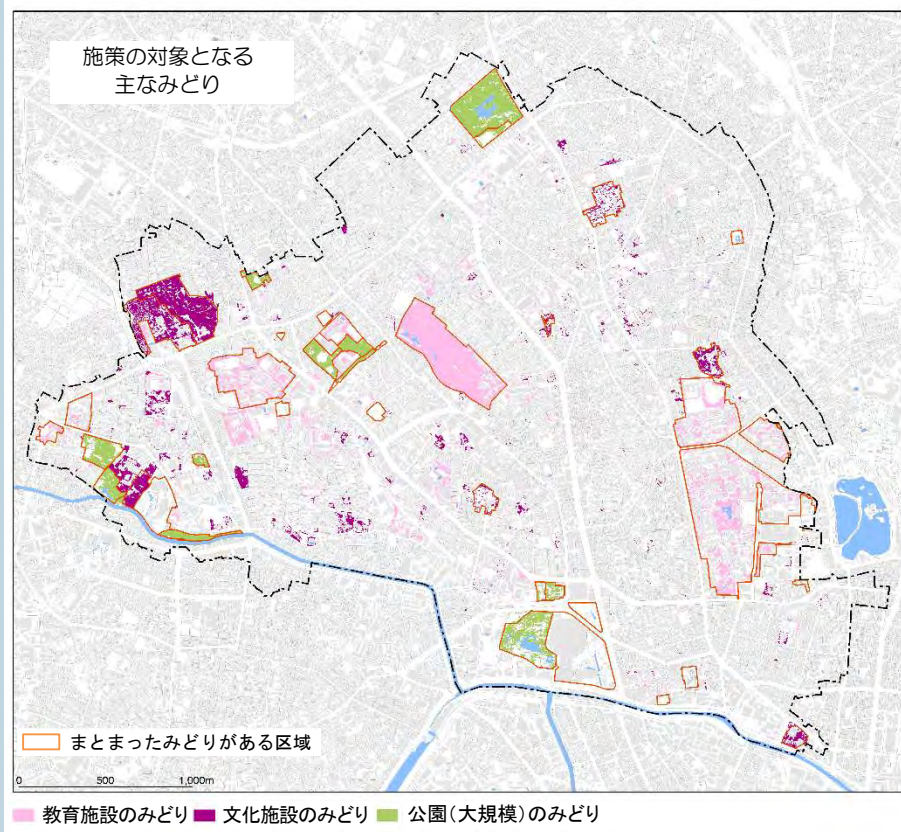 施策の対象となる
主なみどり
まとまったみどりがある区域
0 500 1,000m
教育施設のみどり 文化施設のみどり 公園(大規模)のみどり